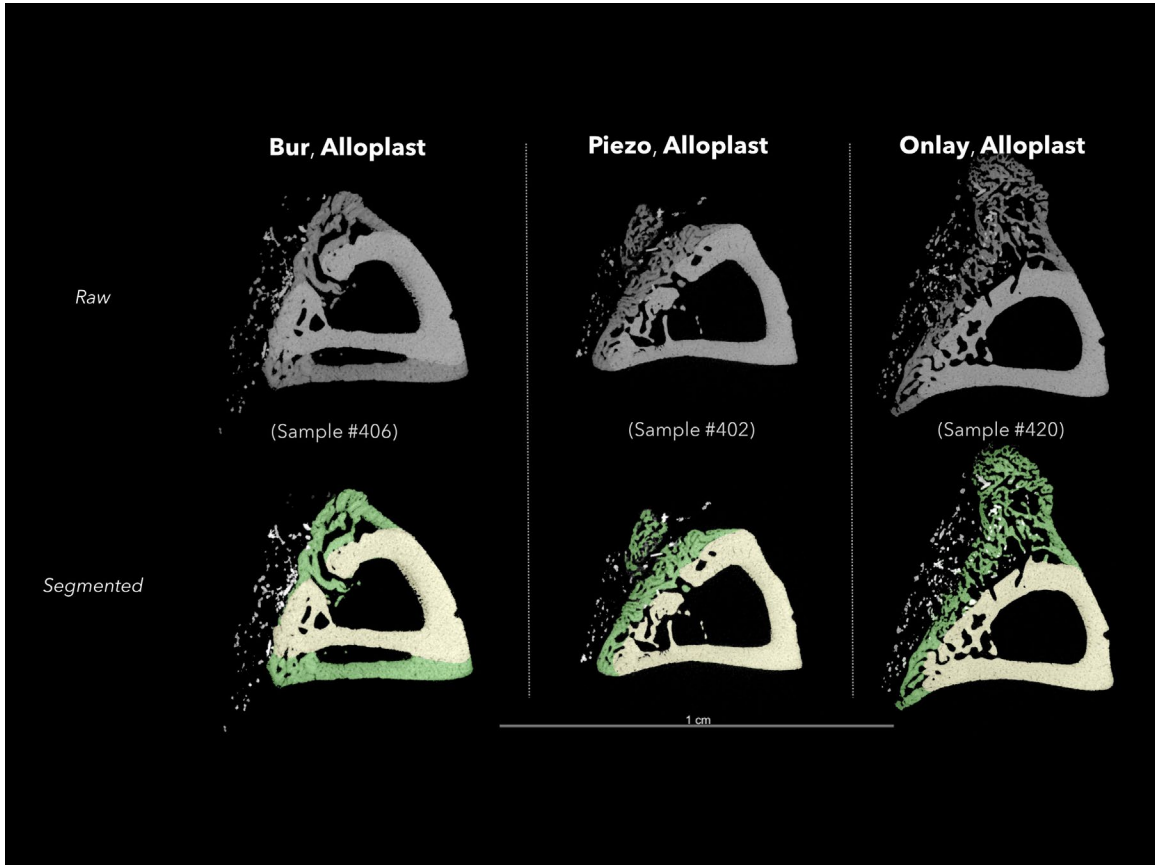 Bur, Alloplast
Piezo, Alloplast
Onlay, Alloplast
Raw
(Sample #406)
(Sample #402)
(Sample #420)
Segmented
1 cm